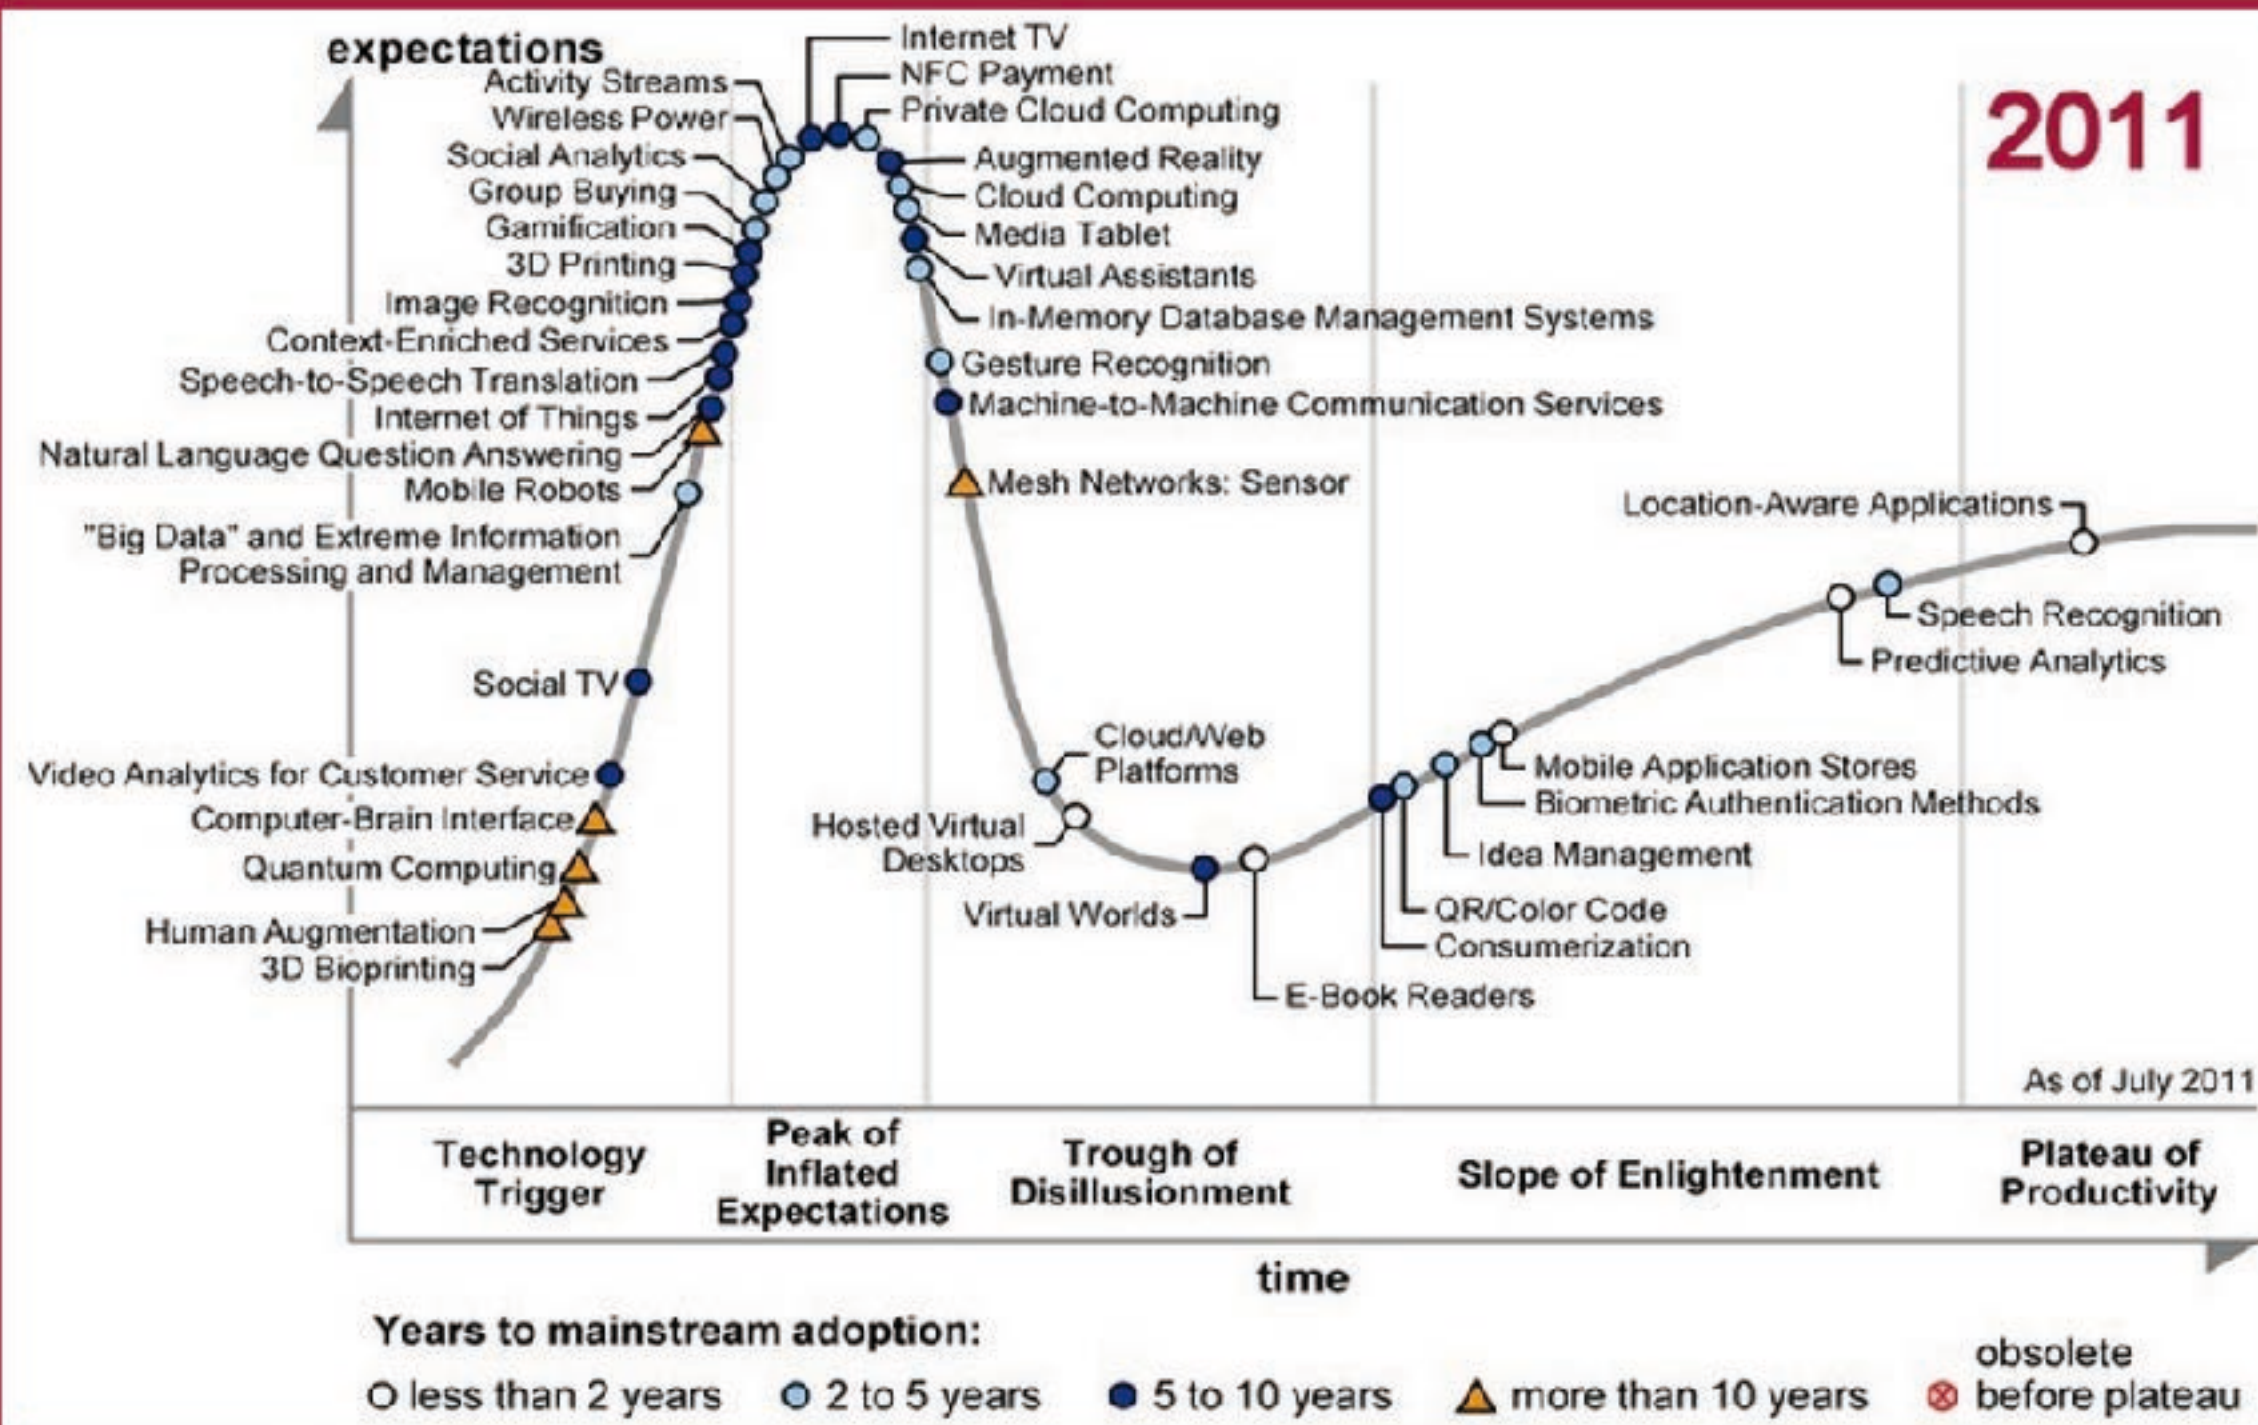 expectations
2011
Activity Streams
Wireless Power
Social Analytics
Group Buying
Gamification
3D Printing
Image Recognition
Context-Enriched Services
Speech-to-Speech Translation
Internet of Things
Natural Language Question Answering
Mobile Robots
"Big Data" and Extreme Information
Processing and Management
Social TV
Video Analytics for Customer Service
Computer-Brain Interface
Quantum Computing
Human Augmentation
3D Bioprinting
Internet TV
NFC Payment
Private Cloud Computing
Augmented Reality
Cloud Computing
Media Tablet
Virtual Assistants
In-Memory Database Management Systems
Gesture Recognition
Machine-to-Machine Communication Services
Mesh Networks: Sensor
Cloud/Web
Platforms
Hosted Virtual
Desktops
Virtual Worlds
E-Book Readers
Consumerization
QR/Color Code
Idea Management
Biometric Authentication Methods
Mobile Application Stores
Predictive Analytics
Speech Recognition
Location-Aware Applications
As of July 2011
Technology
Trigger
Peak of
Inflated
Expectations
Trough of
Disillusionment
Slope of Enlightenment
Plateau of
Productivity
time
Years to mainstream adoption:
less than 2 years
2 to 5 years
5 to 10 years
more than 10 years
obsolete
before plateau